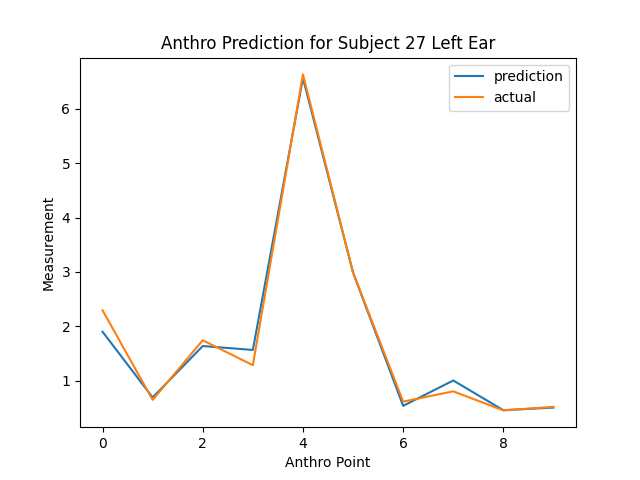 Anthro Prediction for Subject 27 Left Ear
prediction
actual
6
5
4
3
2
1
Measurement
0 2 4 6 8
Anthro Point